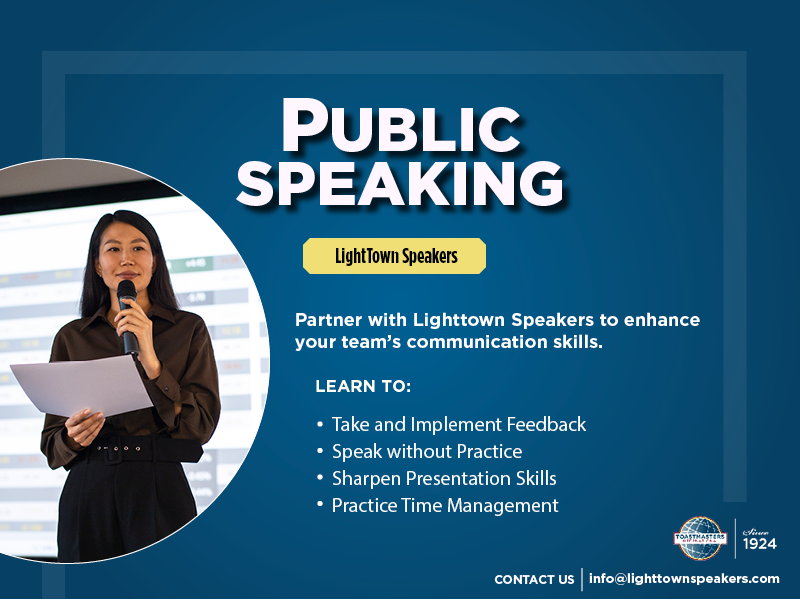 PUBLIC
SPEAKING
LightTown Speakers
Partner with Lighttown Speakers to enhance
your team's communication skills.
LEARN TO:
• Take and Implement Feedback
• Speak without Practice
• Sharpen Presentation Skills
• Practice Time Management
TOASTMASTERS
INTERNATIONAL
Since
1924
CONTACT US | info@lighttownspeakers.com